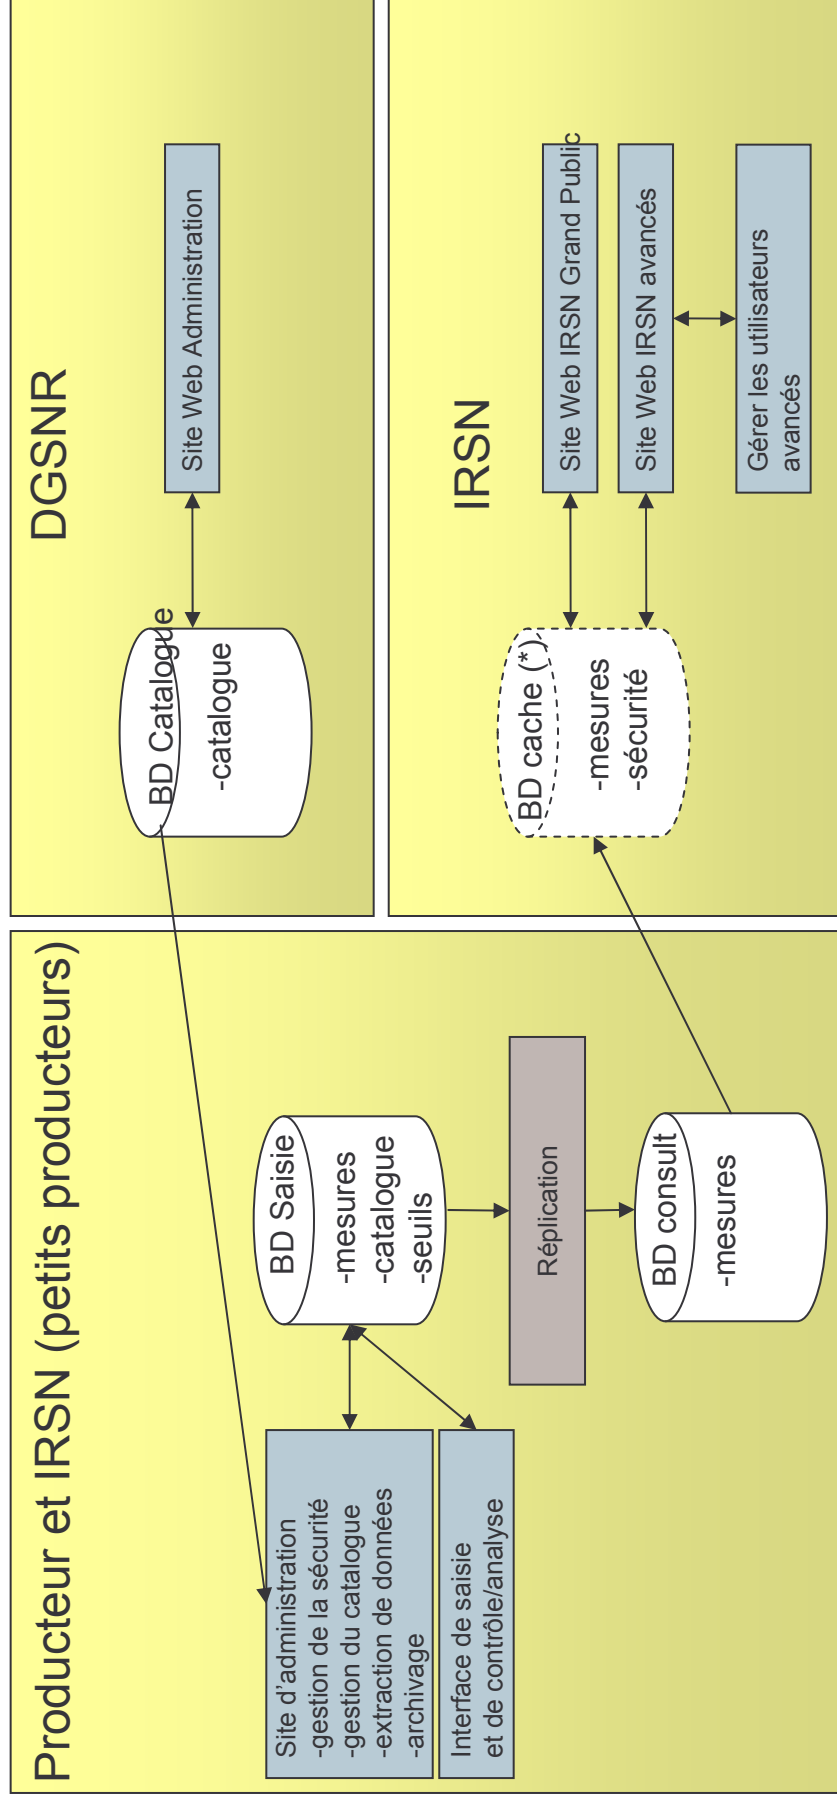 Producteur et IRSN (petits producteurs)
Site d'administration
-gestion de la sécurité
-gestion du catalogue
-extraction de données
-archivage
Interface de saisie
et de contrôle/analyse
BD Saisie
-mesures
-catalogue
-seuils
Réplication
BD consult
-mesures
DGSNR
BD Catalogue
-catalogue
Site Web Administration
IRSN
BD cache (*)
-mesures
-sécurité
Site Web IRSN Grand Public
Site Web IRSN avancés
Gérer les utilisateurs
avancés